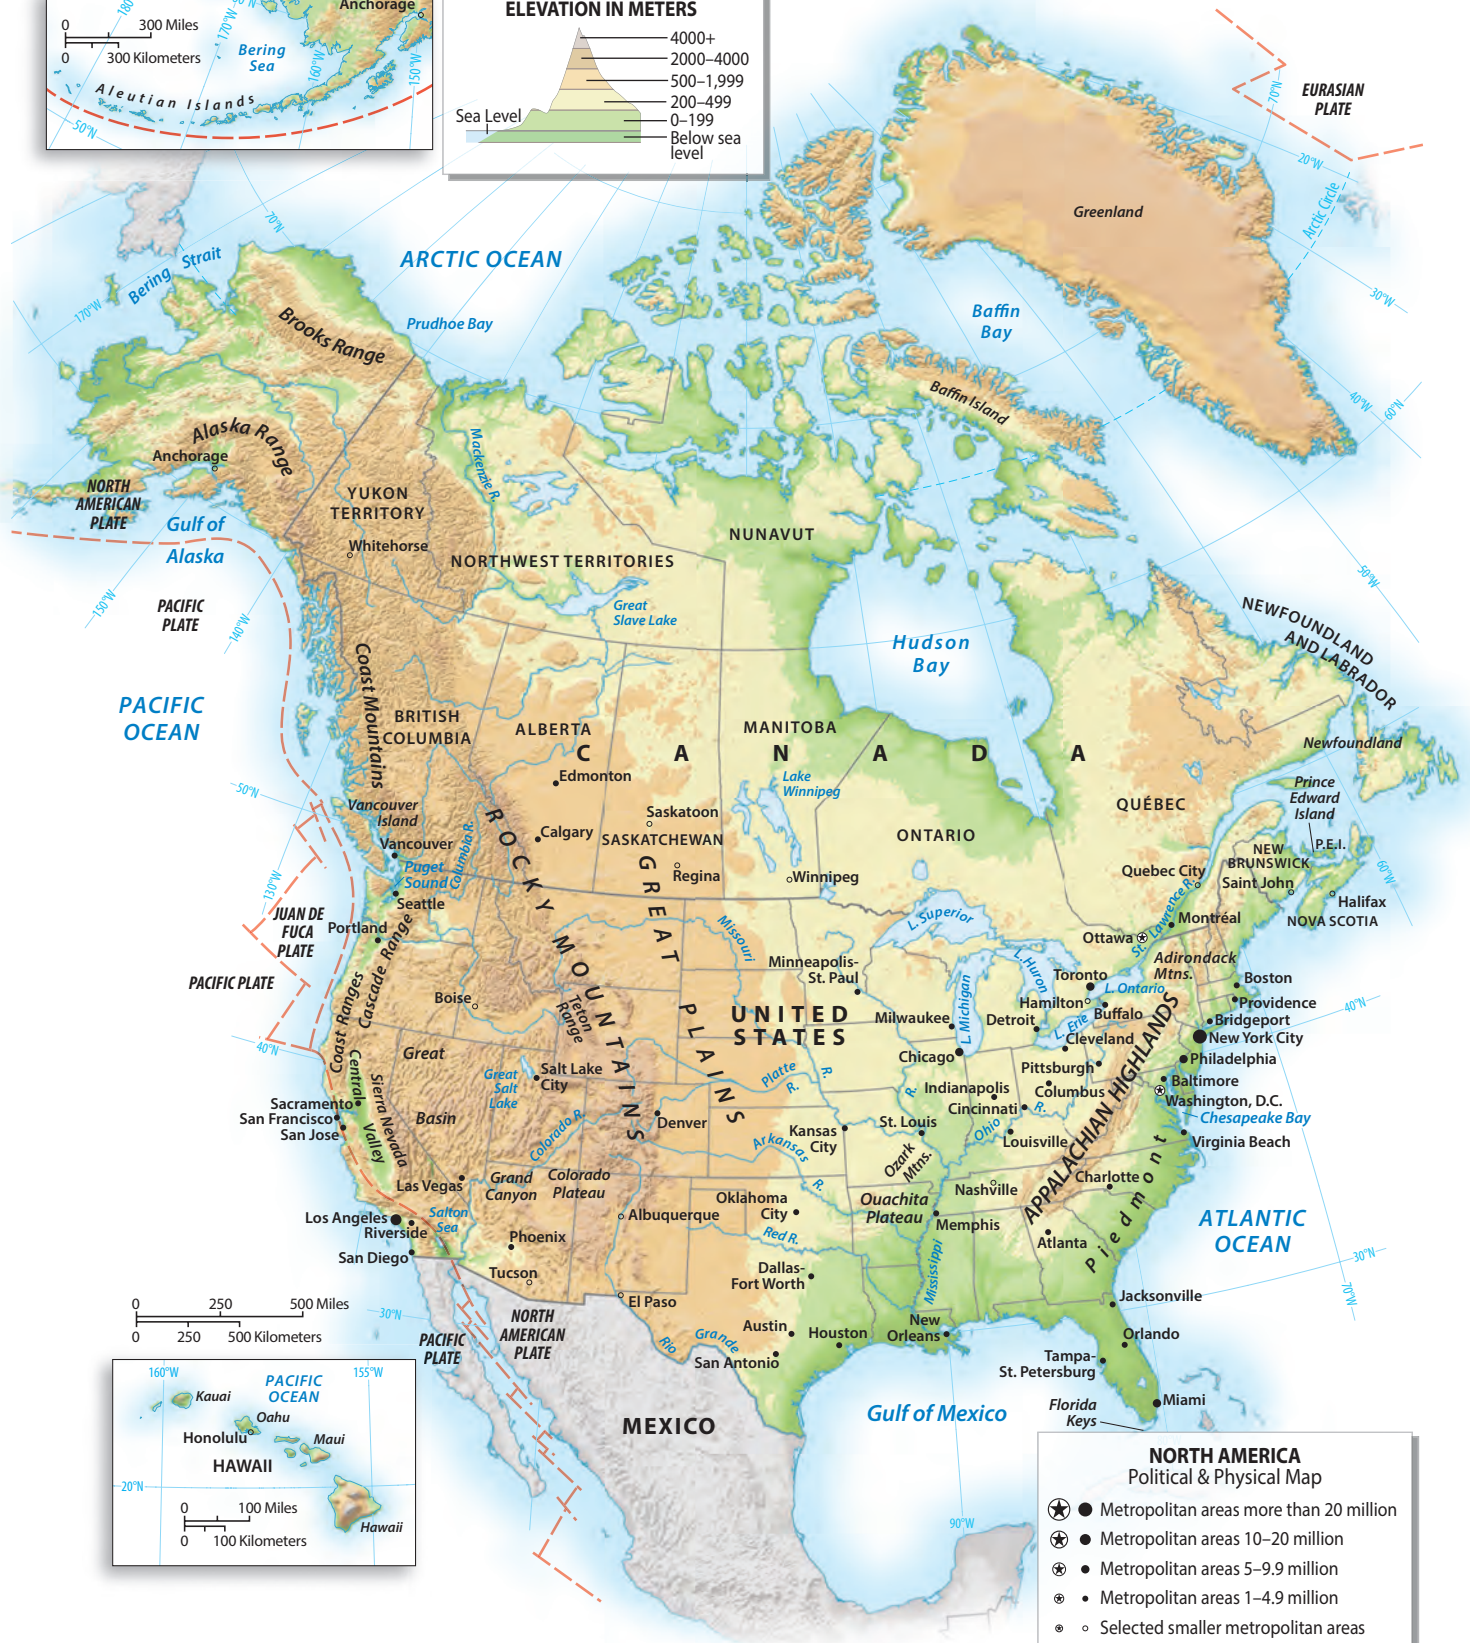 Anchorage
180°
170°W
0 300 Miles
0 300 Kilometers
Bering
Sea
160°W
150°W
Aleutian Islands
50°N
ELEVATION IN METERS
4000+
2000–4000
500–1,999
200–499
0–199
Below sea
level
Sea Level
EURASIAN
PLATE
70°N
20°W
Arctic Circle
30°W
40°W
60°N
50°W
Greenland
70°N
Bering Strait
170°W
ARCTIC OCEAN
Prudhoe Bay
Brooks Range
Baffin
Bay
Baffin Island
Alaska Range
Anchorage
NORTH
AMERICAN
PLATE
Gulf of
Alaska
Mackenzie R.
YUKON
TERRITORY
Whitehorse
NORTHWEST TERRITORIES
NUNAVUT
Great
Slave Lake
150°W
140°W
PACIFIC
PLATE
PACIFIC
OCEAN
Hudson
Bay
NEWFOUNDLAND
AND LABRADOR
Coast Mountains
BRITISH
COLUMBIA
ALBERTA
MANITOBA
CANADA
Edmonton
Lake
Winnipeg
Newfoundland
Prince
Edward
Island
P.E.I.
QUÉBEC
ONTARIO
50°N
Vancouver
Island
Vancouver
Puget
Sound
Columbia R.
Calgary
Saskatoon
SASKATCHEWAN
Regina
Winnipeg
NEW
BRUNSWICK
Saint John
Quebec City
60°W
Halifax
NOVA SCOTIA
130°W
JUAN DE
FUCA
PLATE
Seattle
Portland
ROCKY MOUNTAINS
GREAT PLAINS
Missouri
R.
L. Superior
St. Lawrence R.
Montréal
Ottawa
Adirondack
Mtns.
PACIFIC PLATE
Coast Ranges
Cascade Range
Boise
Teton
Range
Minneapolis-
St. Paul
L. Huron
Toronto
L. Ontario
Hamilton
Buffalo
Boston
Providence
Bridgeport
New York City
40°N
UNITED
STATES
Milwaukee
L. Michigan
Detroit
L. Erie
Cleveland
Chicago
Pittsburgh
Philadelphia
Baltimore
Washington, D.C.
Chesapeake Bay
Virginia Beach
40°N
Great
Basin
Great
Salt
Lake
Salt Lake
City
Platte
R.
Indianapolis
Columbus
Cincinnati
Ohio
R.
R.
Central
Valley
Sierra Nevada
Sacramento
San Francisco
San Jose
Colorado R.
Denver
Kansas
City
St. Louis
Louisville
APPALACHIAN HIGHLANDS
Piedmont
Arkansas
R.
Ozark
Mtns.
Las Vegas
Grand
Canyon
Colorado
Plateau
Oklahoma
City
Ouachita
Plateau
Nashville
Charlotte
Los Angeles
Riverside
Salton
Sea
Albuquerque
Memphis
San Diego
Phoenix
Red R.
Mississippi
Atlanta
ATLANTIC
OCEAN
Tucson
Dallas-
Fort Worth
30°N
70°W
0 250 500 Miles
0 250 500 Kilometers
30°N
El Paso
PACIFIC
PLATE
NORTH
AMERICAN
PLATE
Rio Grande
Austin
Houston
San Antonio
New
Orleans
Jacksonville
Orlando
Tampa-
St. Petersburg
Miami
Florida
Keys
160°W
155°W
PACIFIC
OCEAN
Kauai
Oahu
Honolulu
Maui
HAWAII
20°N
0 100 Miles
0 100 Kilometers
Hawaii
MEXICO
Gulf of Mexico
90°W
NORTH AMERICA
Political & Physical Map
Metropolitan areas more than 20 million
Metropolitan areas 10–20 million
Metropolitan areas 5–9.9 million
Metropolitan areas 1–4.9 million
Selected smaller metropolitan areas